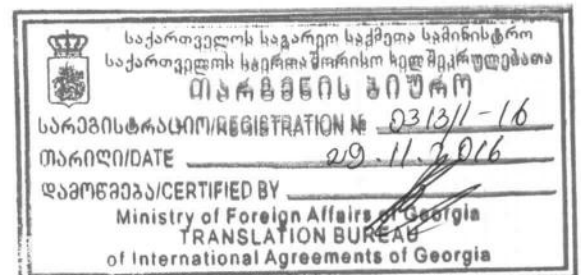 საქართველოს საგარეო საქმეთა სამინისტრო
საქართველოს საერთაშორისო ხელშეკრულებათა
თარგმნის ბიურო
სარეგისტრაციო/REGISTRATION № 0313/1-16
თარიღი/DATE 29.11.2016
დამოწმება/CERTIFIED BY
Ministry of Foreign Affairs of Georgia
TRANSLATION BUREAU
of International Agreements of Georgia